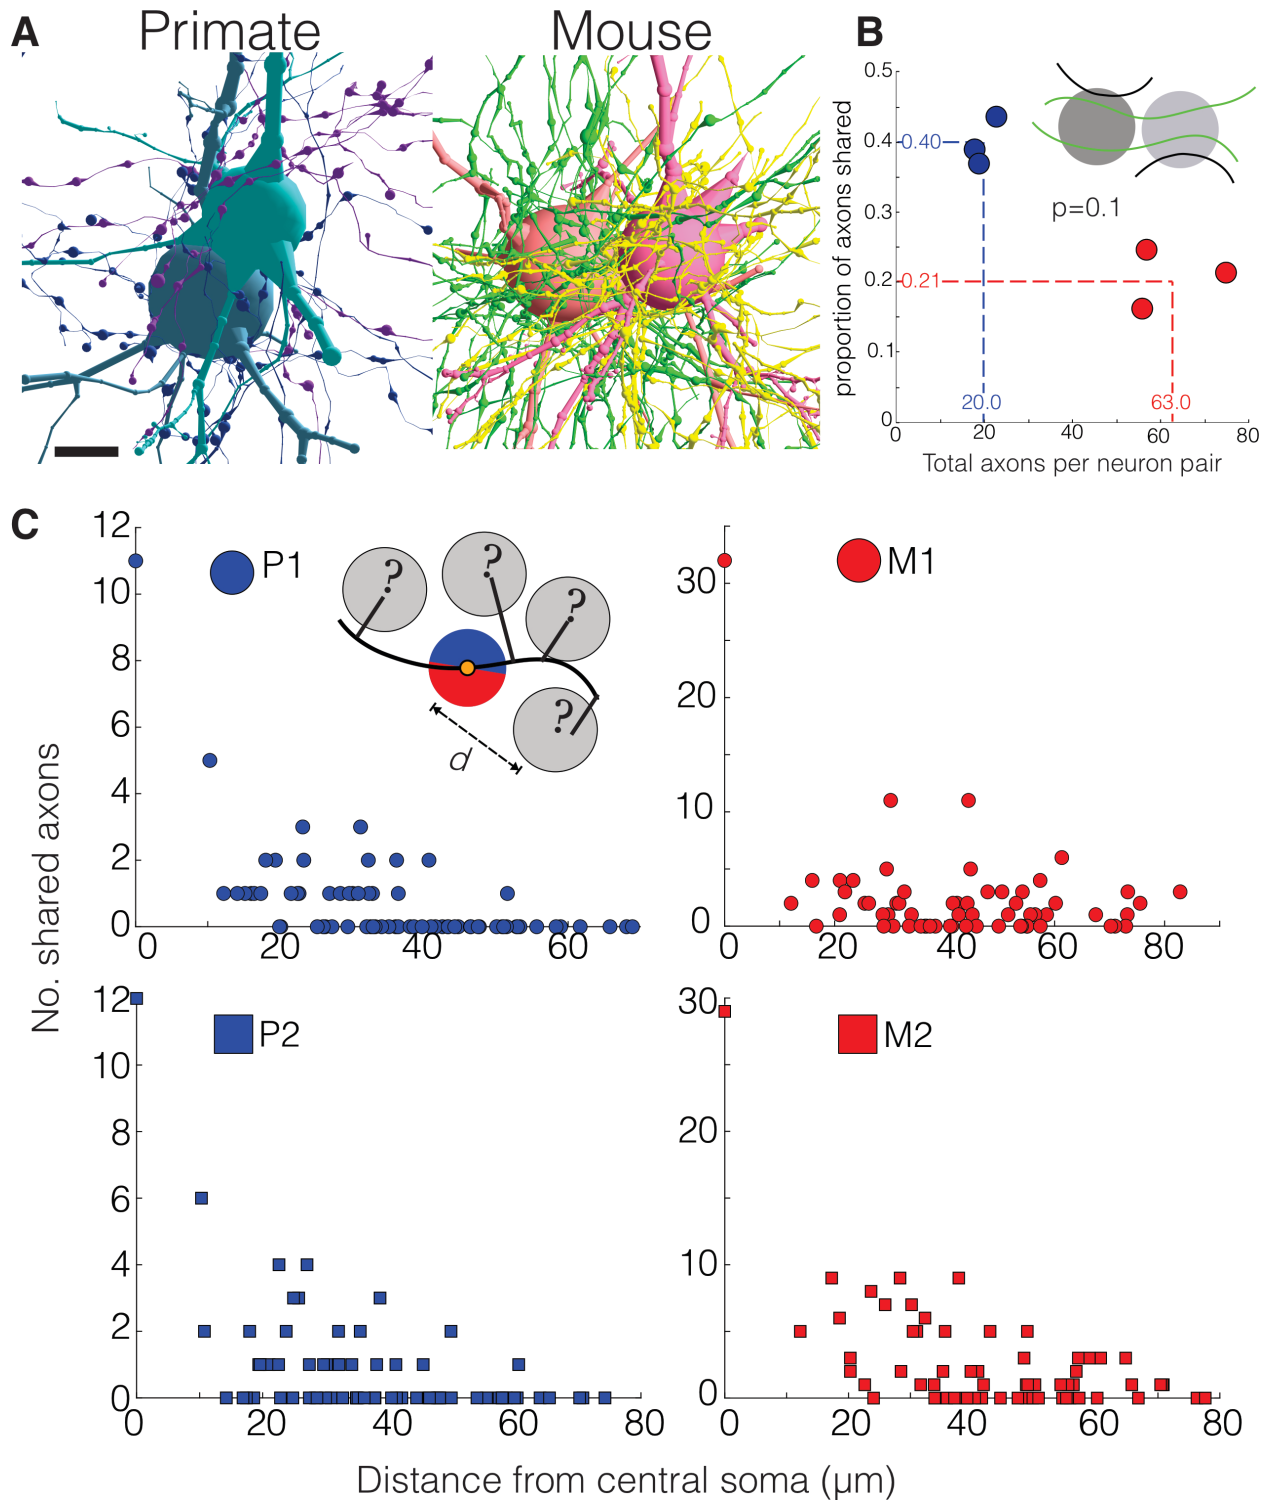 A
Primate
Mouse
B
proportion of axons shared
0.5
0.4
0.3
0.2
0.1
0
0.40
0.21
p=0.1
20.0
63.0
0
20
40
60
80
Total axons per neuron pair
C
No. shared axons
12
10
8
6
4
2
0
P1
? ? ? ?
d
0 20 40 60
30
20
10
0
M1
0 20 40 60 80
12
10
8
6
4
2
0
P2
0 20 40 60 80
30
20
10
0
M2
0 20 40 60 80
Distance from central soma (μm)